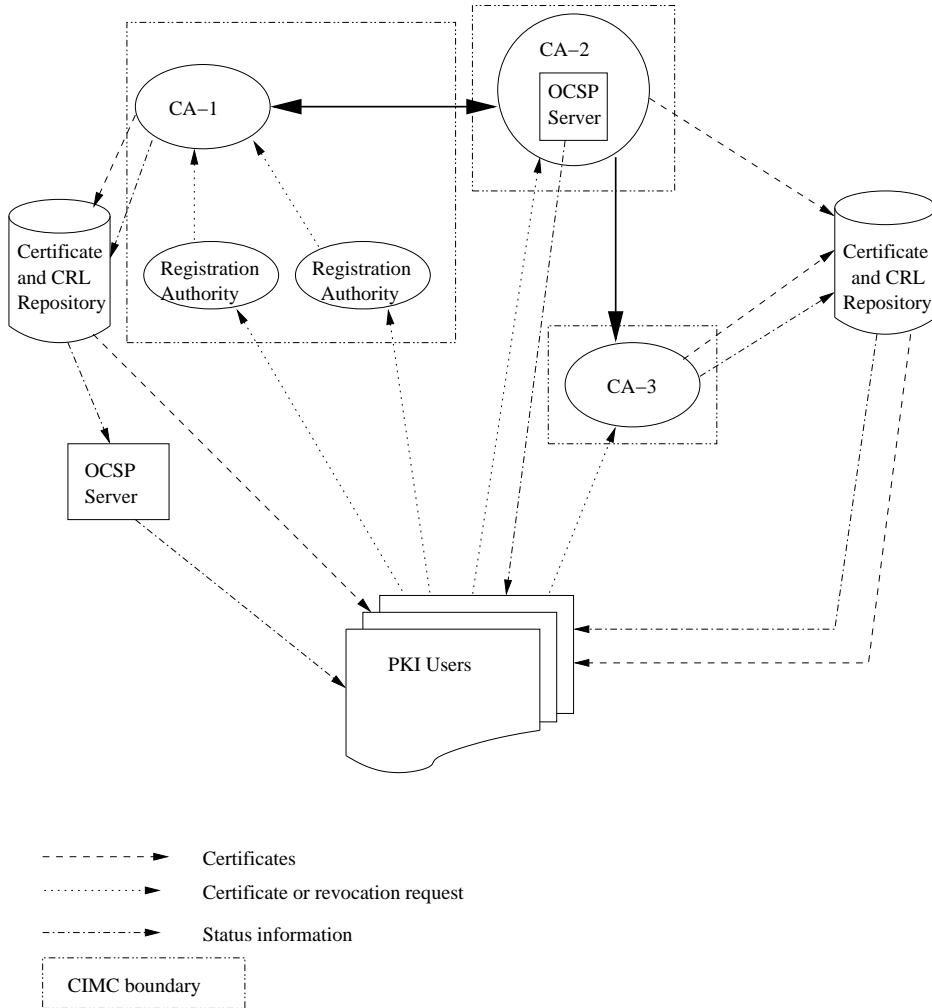 CA−1
CA−2
OCSP
Server
Certificate
and CRL
Repository
Registration
Authority
Registration
Authority
Certificate
and CRL
Repository
CA−3
OCSP
Server
PKI Users
Certificates
Certificate or revocation request
Status information
CIMC boundary